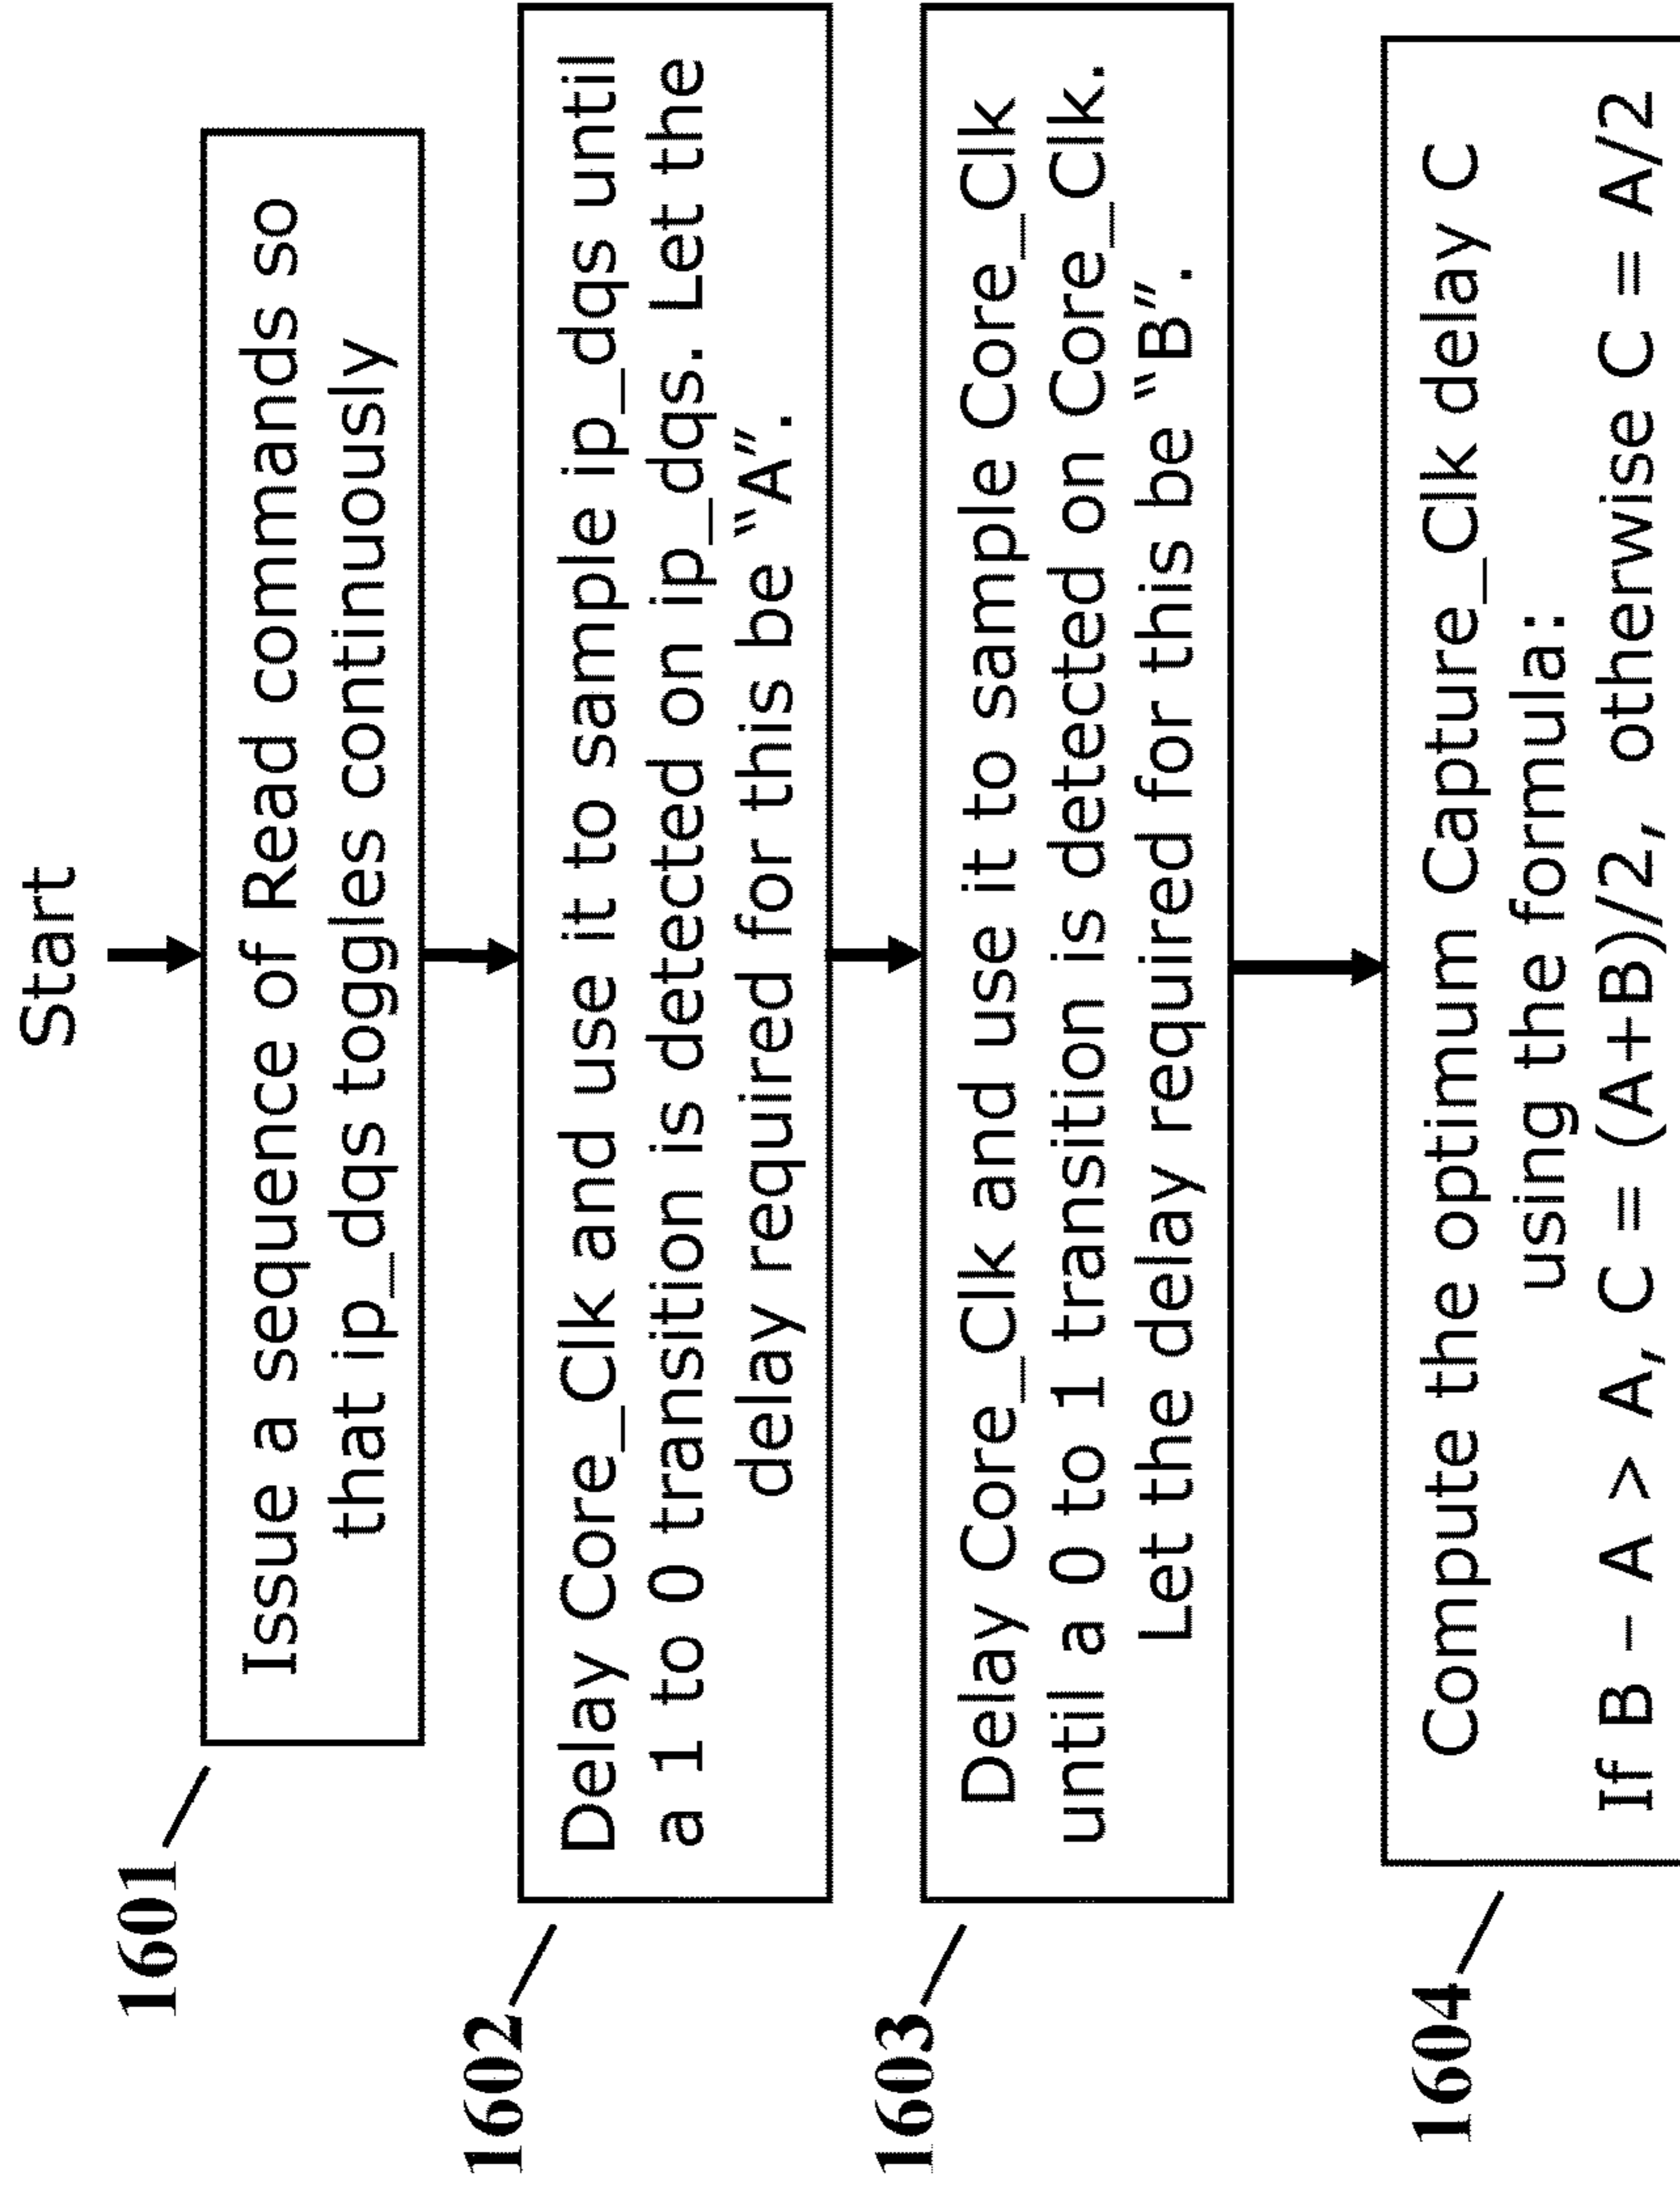 Start
1601
Issue a sequence of Read commands so
that ip_dqs toggles continuously
1602
Delay Core_Clk and use it to sample ip_dqs until
a 1 to 0 transition is detected on ip_dqs. Let the
delay required for this be “A”.
1603
Delay Core_Clk and use it to sample Core_Clk
until a 0 to 1 transition is detected on Core_Clk.
Let the delay required for this be “B”.
1604
Compute the optimum Capture_Clk delay C
using the formula:
If B – A > A, C = (A+B)/2, otherwise C = A/2